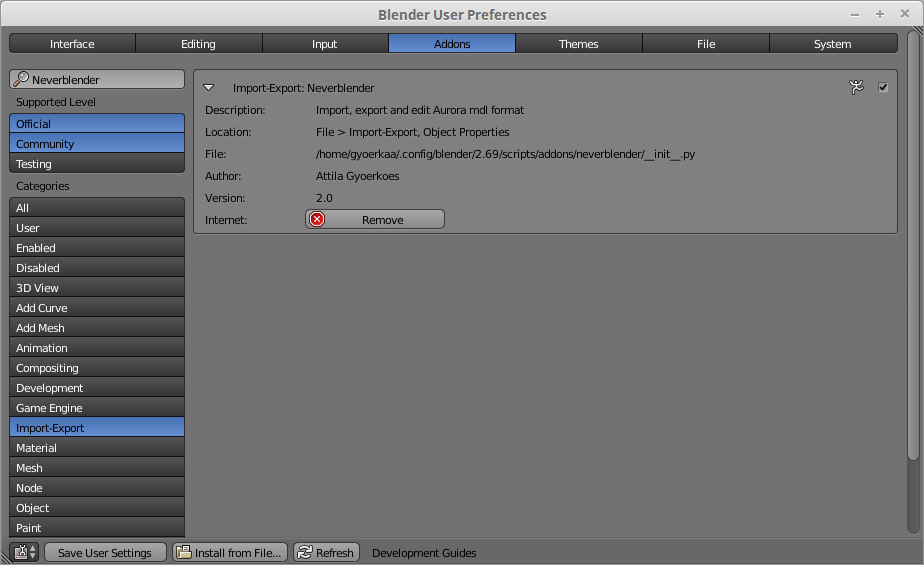 Blender User Preferences
Interface Editing Input Addons Themes File System
Neverblender
Supported Level
Official
Community
Testing
Categories
All
User
Enabled
Disabled
3D View
Add Curve
Add Mesh
Animation
Compositing
Development
Game Engine
Import-Export
Material
Mesh
Node
Object
Paint
Import-Export: Neverblender
Description: Import, export and edit Aurora mdl format
Location: File > Import-Export, Object Properties
File: /home/gyoerkaa/.config/blender/2.69/scripts/addons/neverblender/__init__.py
Author: Attila Gyoerkoes
Version: 2.0
Internet: Remove
Save User Settings Install from File... Refresh Development Guides